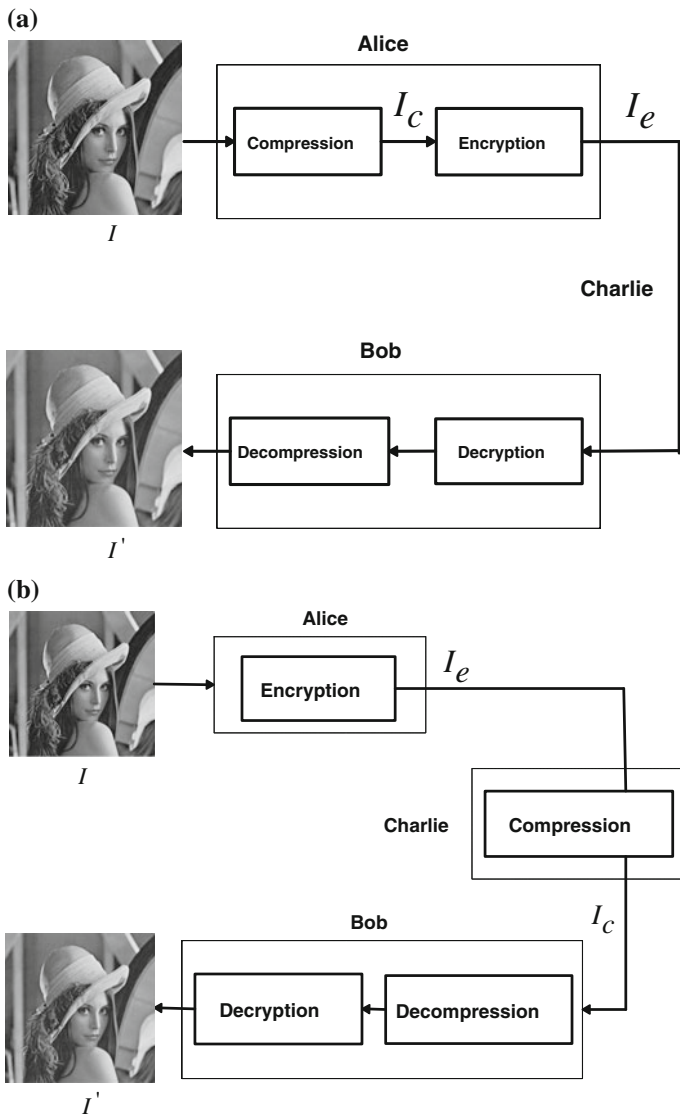 (a)
Alice
Compression
I_c
Encryption
I_e
I
Charlie
Bob
Decompression
Decryption
I'
(b)
Alice
Encryption
I_e
I
Charlie
Compression
I_c
Bob
Decryption
Decompression
I'